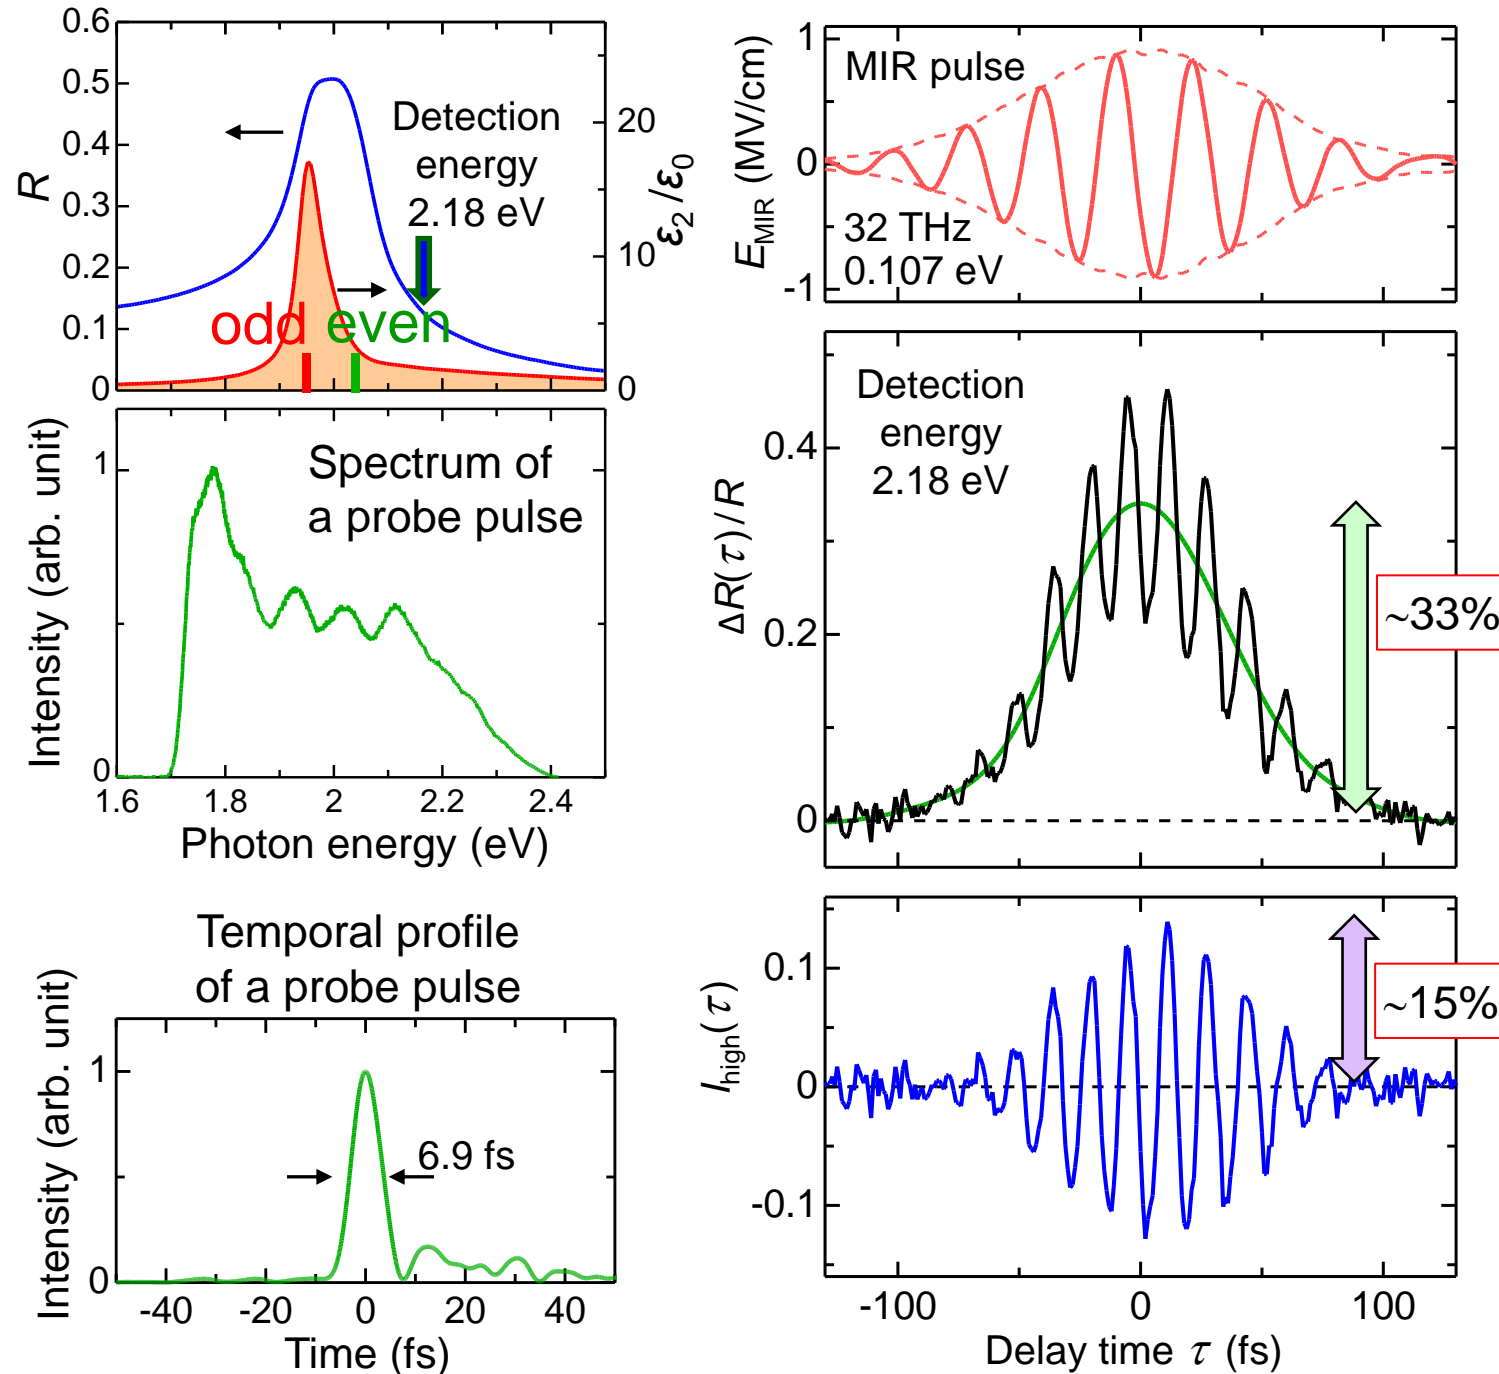 0.6
0.5
0.4
0.3
0.2
0.1
0
R
20
10
0
ε2/ε0
Detection
energy
2.18 eV
odd
even
1
0
Intensity (arb. unit)
Spectrum of
a probe pulse
1.6
1.8
2
2.2
2.4
Photon energy (eV)
Temporal profile
of a probe pulse
1
0
Intensity (arb. unit)
6.9 fs
-40
-20
0
20
40
Time (fs)
1
0
-1
EMIR (MV/cm)
MIR pulse
32 THz
0.107 eV
0.4
0.2
0
ΔR(τ)/R
Detection
energy
2.18 eV
~33%
0.1
0
-0.1
Ihigh(τ)
~15%
-100
0
100
Delay time τ (fs)